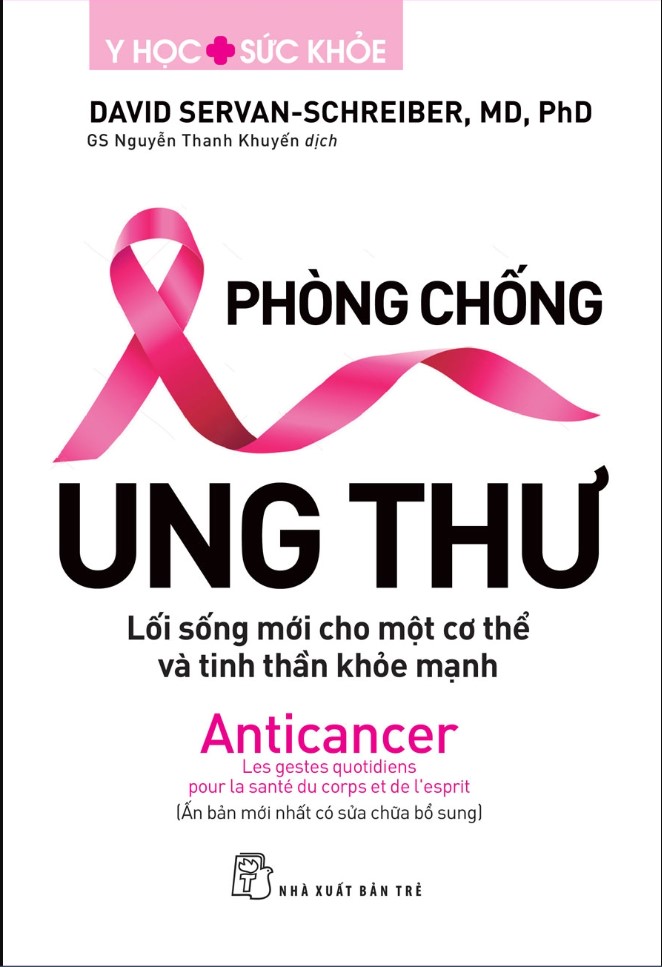 Y HỌC SỨC KHỎE
DAVID SERVAN-SCHREIBER, MD, PhD
GS Nguyễn Thanh Khuyến dịch
PHÒNG CHỐNG
UNG THƯ
Lối sống mới cho một cơ thể
và tinh thần khỏe mạnh
Anticancer
Les gestes quotidiens
pour la santé du corps et de l'esprit
(Ấn bản mới nhất có sửa chữa bổ sung)
T
NHÀ XUẤT BẢN TRẺ